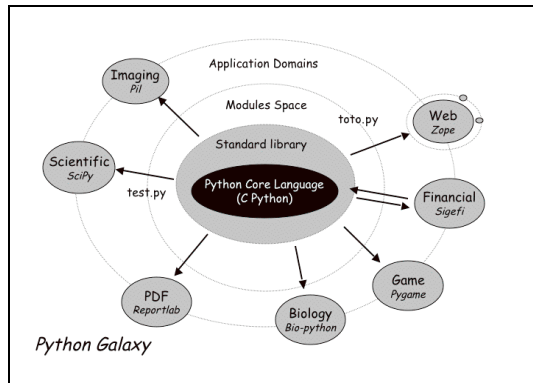 Imaging
Pil
Application Domains
Modules Space
toto.py
Web
Zope
Standard library
Scientific
SciPy
test.py
Python Core Language
(C Python)
Financial
Sigefi
Game
Pygame
PDF
Reportlab
Biology
Bio-python
Python Galaxy